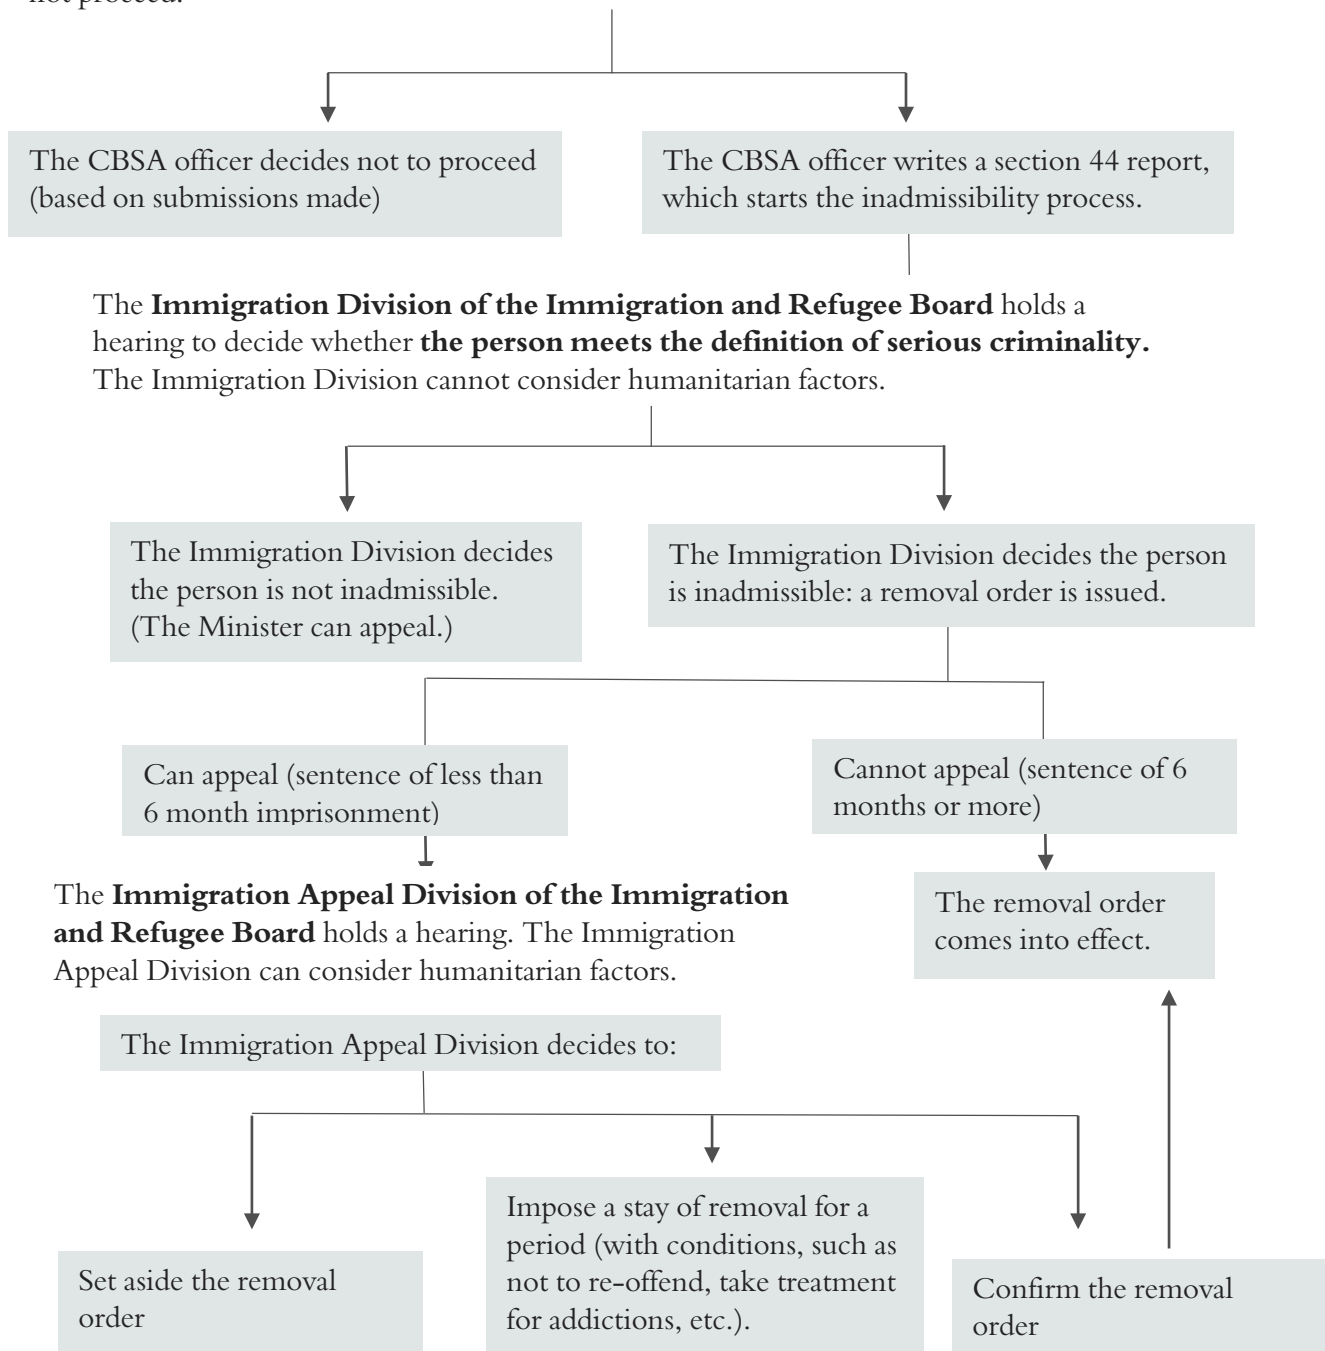 not proceed.
The CBSA officer decides not to proceed
(based on submissions made)
The CBSA officer writes a section 44 report,
which starts the inadmissibility process.
The Immigration Division of the Immigration and Refugee Board holds a
hearing to decide whether the person meets the definition of serious criminality.
The Immigration Division cannot consider humanitarian factors.
The Immigration Division decides
the person is not inadmissible.
(The Minister can appeal.)
The Immigration Division decides the person
is inadmissible: a removal order is issued.
Can appeal (sentence of less than
6 month imprisonment)
Cannot appeal (sentence of 6
months or more)
The Immigration Appeal Division of the Immigration
and Refugee Board holds a hearing. The Immigration
Appeal Division can consider humanitarian factors.
The removal order
comes into effect.
The Immigration Appeal Division decides to:
Set aside the removal
order
Impose a stay of removal for a
period (with conditions, such as
not to re-offend, take treatment
for addictions, etc.).
Confirm the removal
order